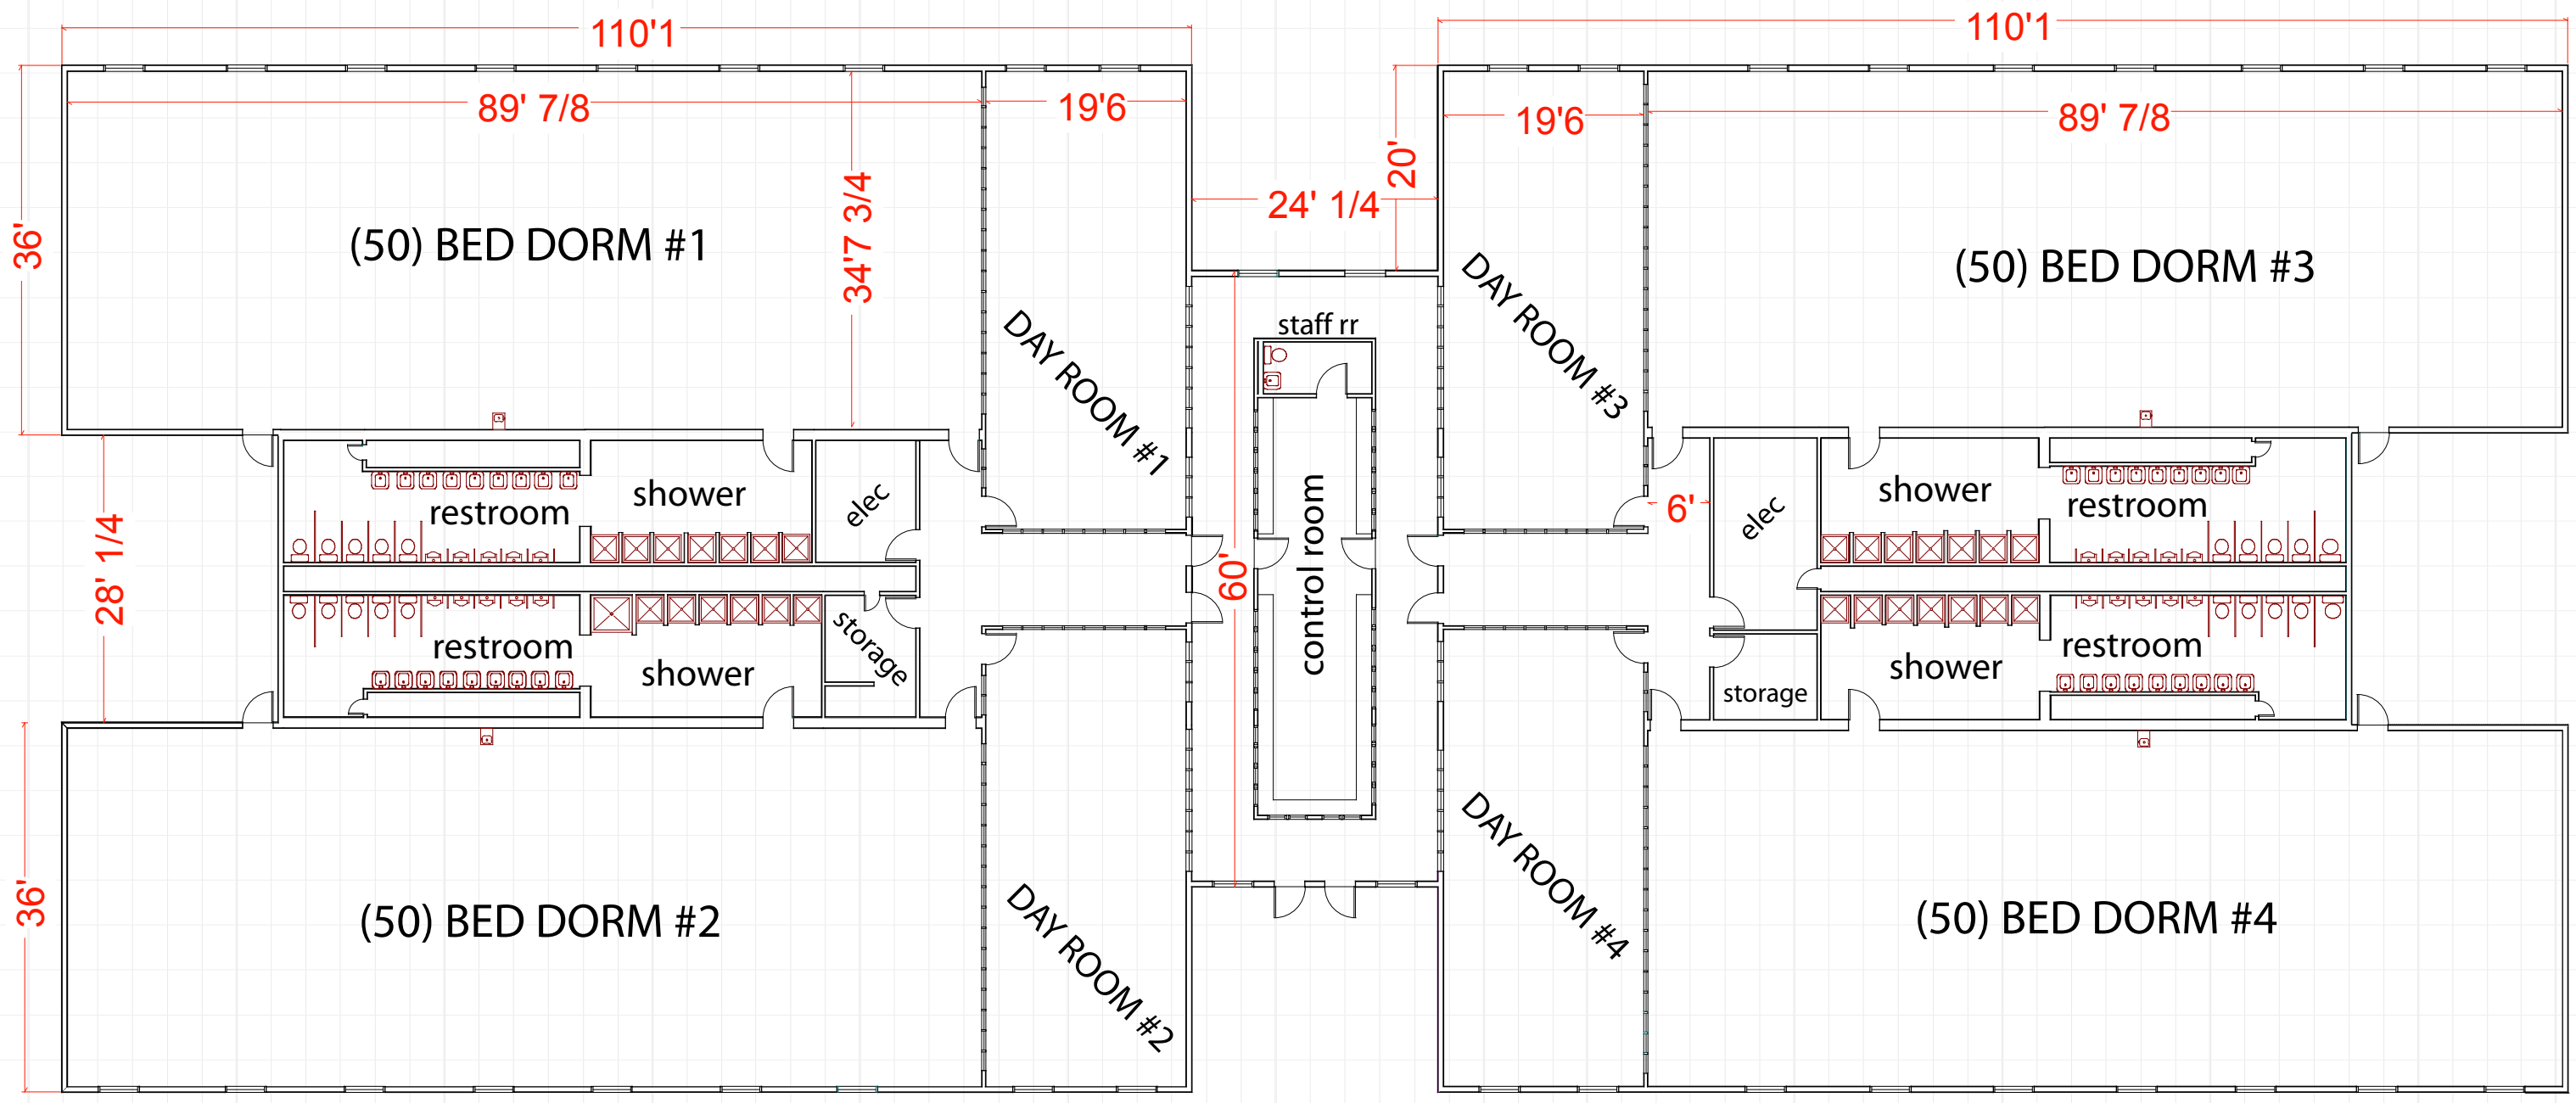 110'1
110'1
89' 7/8
19'6
19'6
89' 7/8
20'
24' 1/4
36'
34'7 3/4
(50) BED DORM #1
(50) BED DORM #3
DAY ROOM #1
DAY ROOM #3
staff rr
restroom
shower
elec
6'
elec
shower
restroom
28' 1/4
60'
control room
restroom
shower
storage
storage
shower
restroom
36'
(50) BED DORM #2
DAY ROOM #2
DAY ROOM #4
(50) BED DORM #4